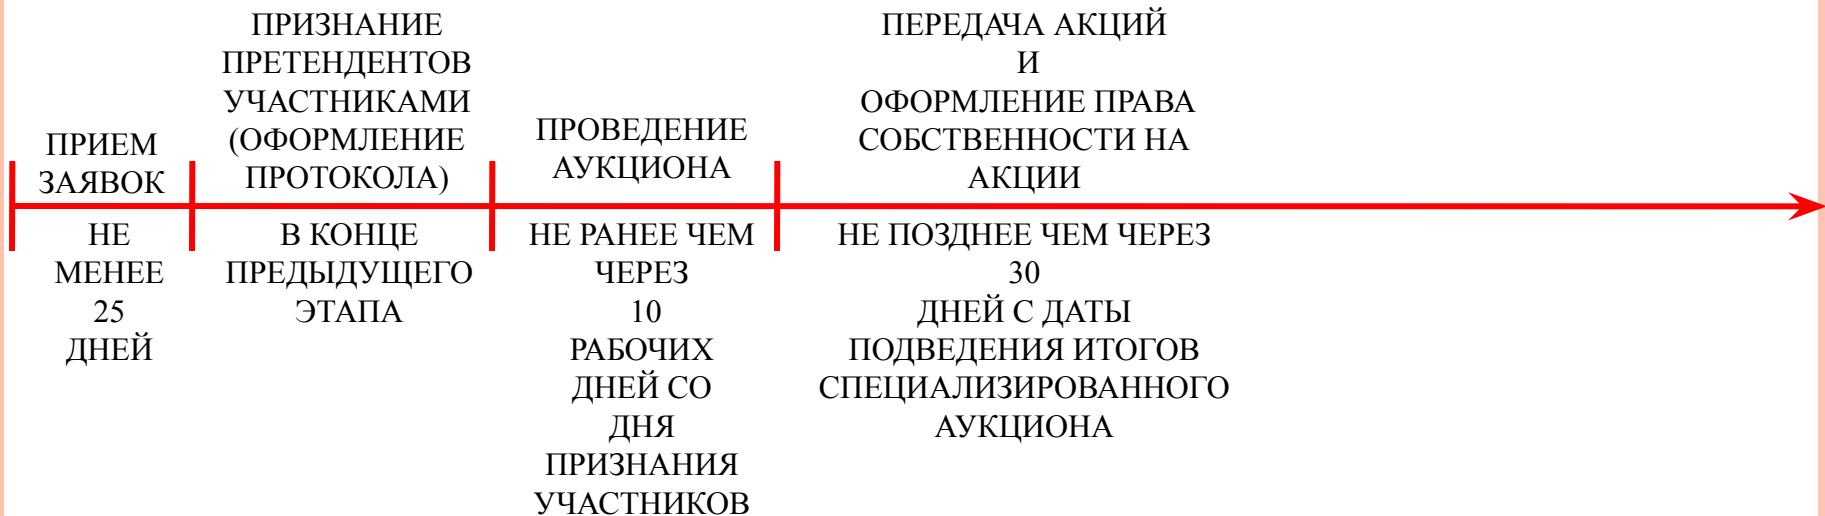 ПРИЕМ
ЗАЯВОК
НЕ
МЕНЕЕ
25
ДНЕЙ
ПРИЗНАНИЕ
ПРЕТЕНДЕНТОВ
УЧАСТНИКАМИ
(ОФОРМЛЕНИЕ
ПРОТОКОЛА)
В КОНЦЕ
ПРЕДЫДУЩЕГО
ЭТАПА
ПРОВЕДЕНИЕ
АУКЦИОНА
НЕ РАНЕЕ ЧЕМ
ЧЕРЕЗ
10
РАБОЧИХ
ДНЕЙ СО
ДНЯ
ПРИЗНАНИЯ
УЧАСТНИКОВ
ПЕРЕДАЧА АКЦИЙ
И
ОФОРМЛЕНИЕ ПРАВА
СОБСТВЕННОСТИ НА
АКЦИИ
НЕ ПОЗДНЕЕ ЧЕМ ЧЕРЕЗ
30
ДНЕЙ С ДАТЫ
ПОДВЕДЕНИЯ ИТОГОВ
СПЕЦИАЛИЗИРОВАННОГО
АУКЦИОНА